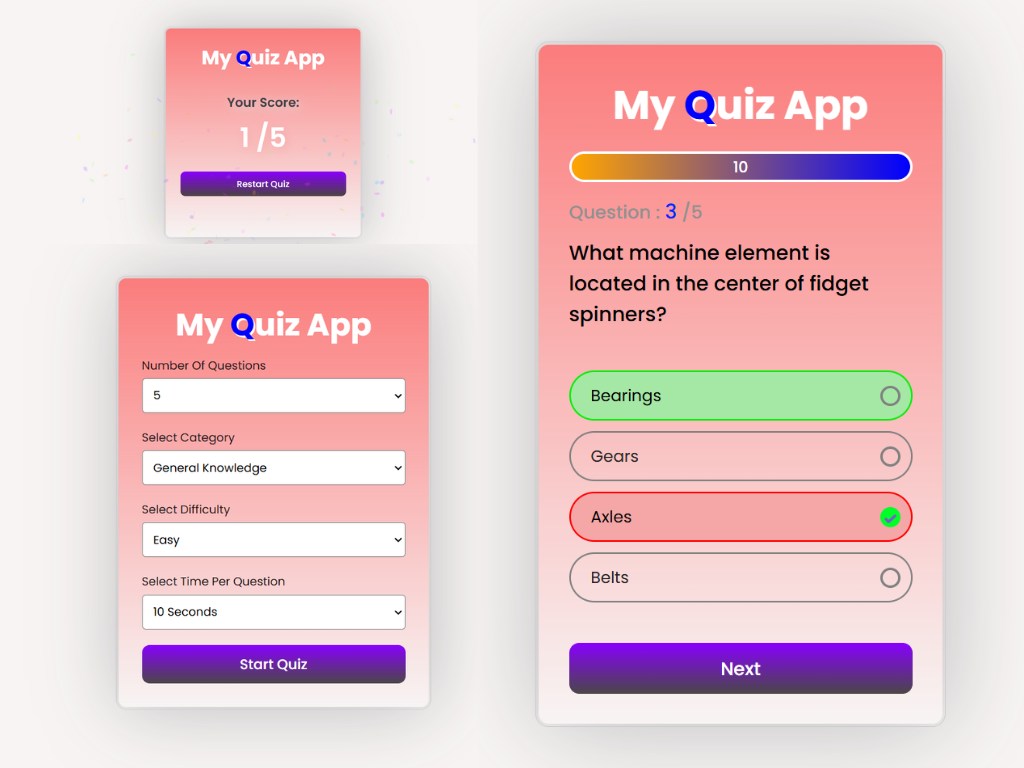 My Quiz App
Your Score:
1 /5
Restart Quiz
My Quiz App
Number Of Questions
5
Select Category
General Knowledge
Select Difficulty
Easy
Select Time Per Question
10 Seconds
Start Quiz
My Quiz App
10
Question : 3 /5
What machine element is
located in the center of fidget
spinners?
Bearings
Gears
Axles
Belts
Next